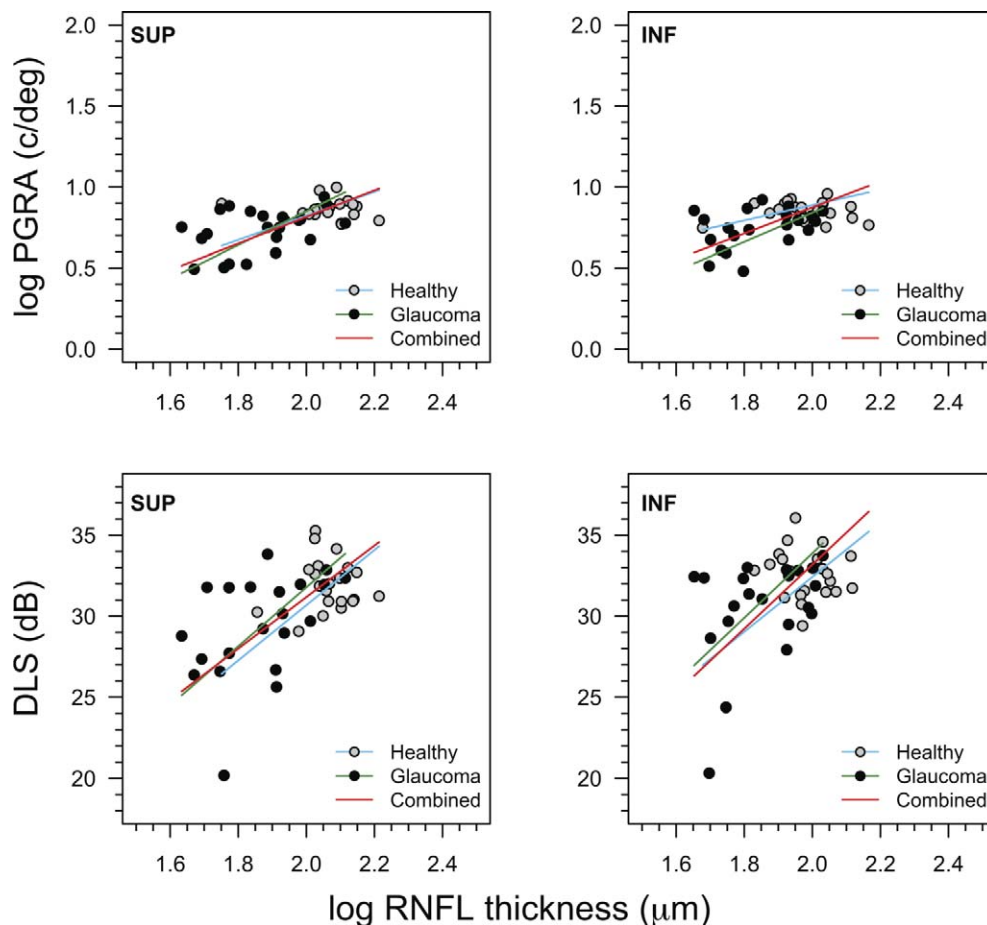 SUP
INF
log PGRA (c/deg)
2.0
1.5
1.0
0.5
0.0
2.0
1.5
1.0
0.5
0.0
Healthy
Glaucoma
Combined
Healthy
Glaucoma
Combined
1.6 1.8 2.0 2.2 2.4
1.6 1.8 2.0 2.2 2.4
SUP
INF
DLS (dB)
35
30
25
20
35
30
25
20
Healthy
Glaucoma
Combined
Healthy
Glaucoma
Combined
1.6 1.8 2.0 2.2 2.4
1.6 1.8 2.0 2.2 2.4
log RNFL thickness (μm)